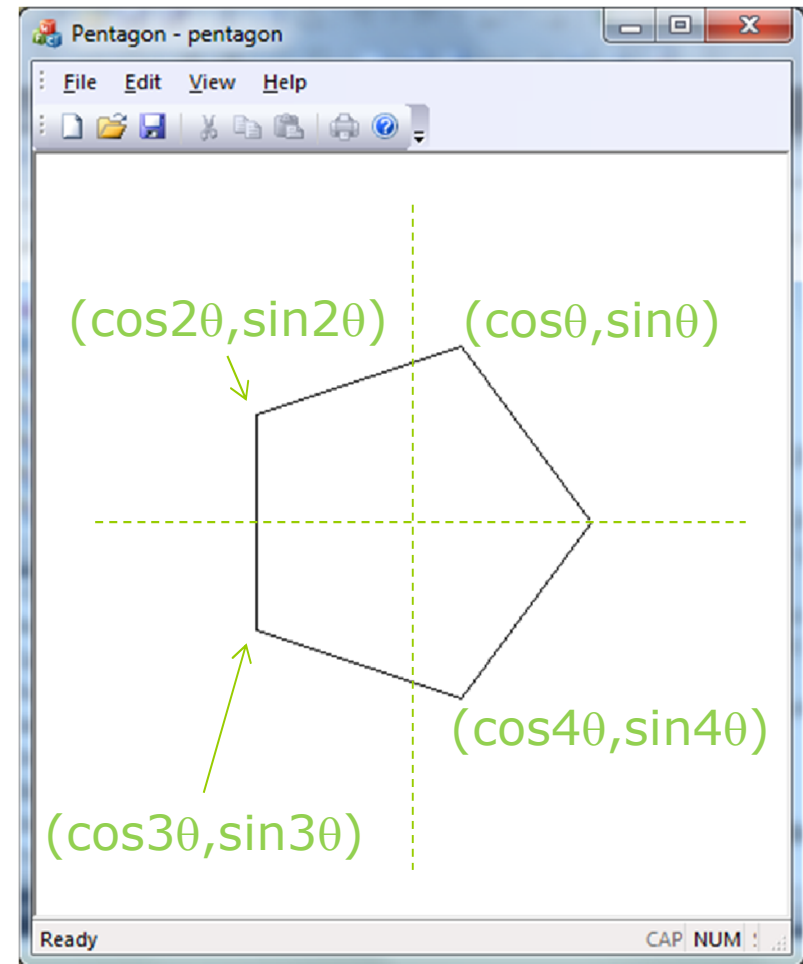 Pentagon - pentagon
File Edit View Help
(cos2θ,sin2θ) (cosθ,sinθ)
(cos4θ,sin4θ)
(cos3θ,sin3θ)
Ready CAP NUM